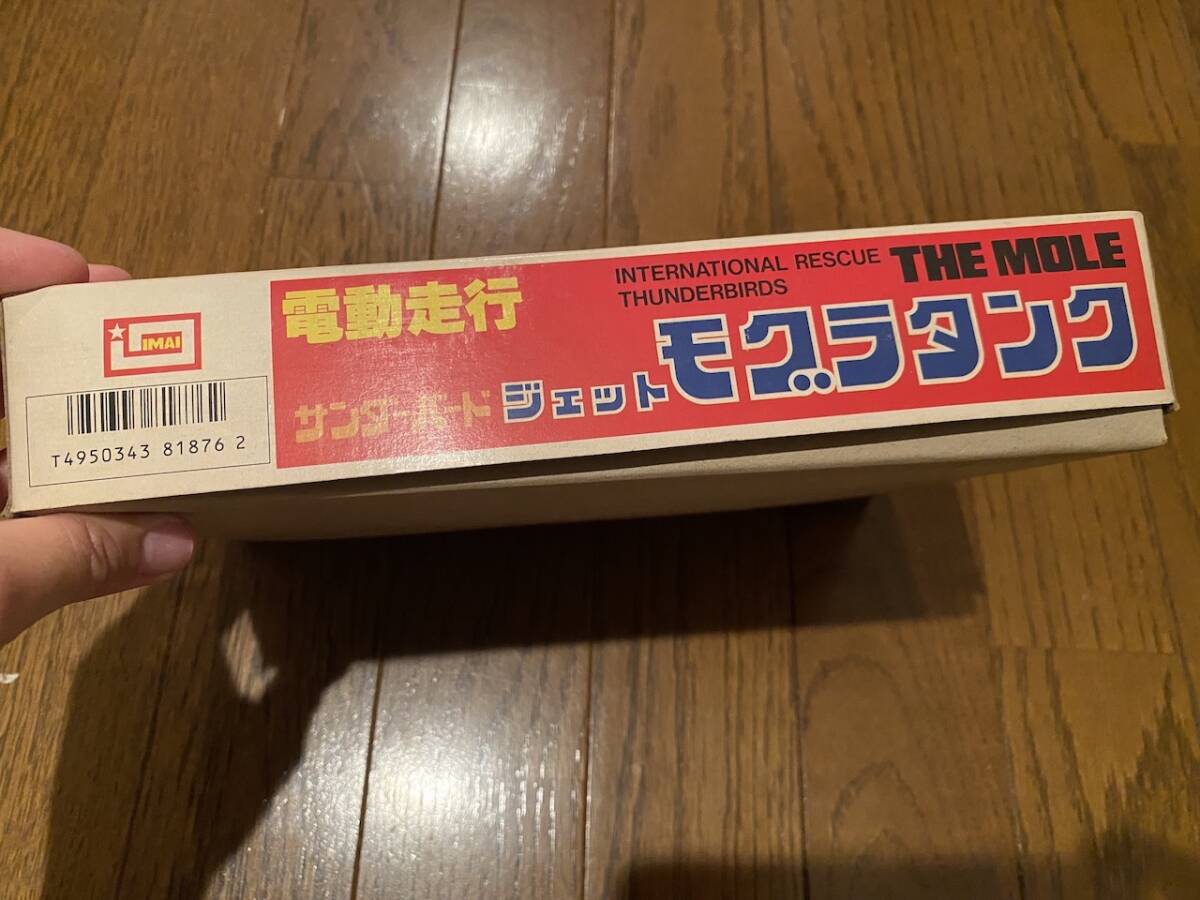 IMAI
T4950343 81876 2
電動走行
INTERNATIONAL RESCUE THE MOLE
THUNDERBIRDS
サンダーバード ジェットモグラタンク